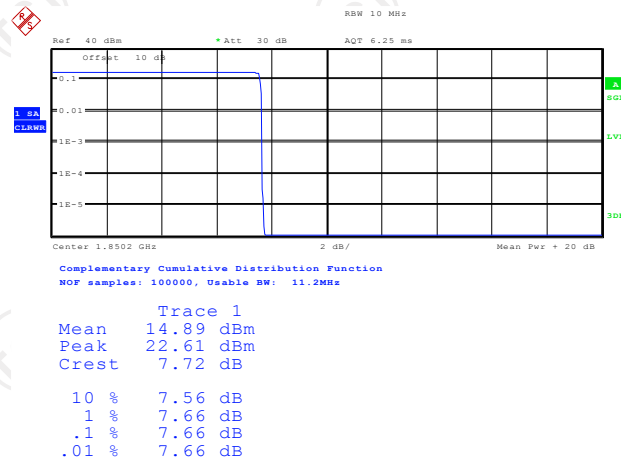 R S
RBW 10 MHz
Ref 40 dBm * Att 30 dB AQT 6.25 ms
Offset 10 dB
0.1
A
SGL
1 SA
0.01
CLRWR
1E-3
LVL
1E-4
1E-5
3DB
Center 1.8502 GHz 2 dB/ Mean Pwr + 20 dB
Complementary Cumulative Distribution Function
NOF samples: 100000, Usable BW: 11.2MHz
Trace 1
Mean 14.89 dBm
Peak 22.61 dBm
Crest 7.72 dB
10 % 7.56 dB
1 % 7.66 dB
.1 % 7.66 dB
.01 % 7.66 dB